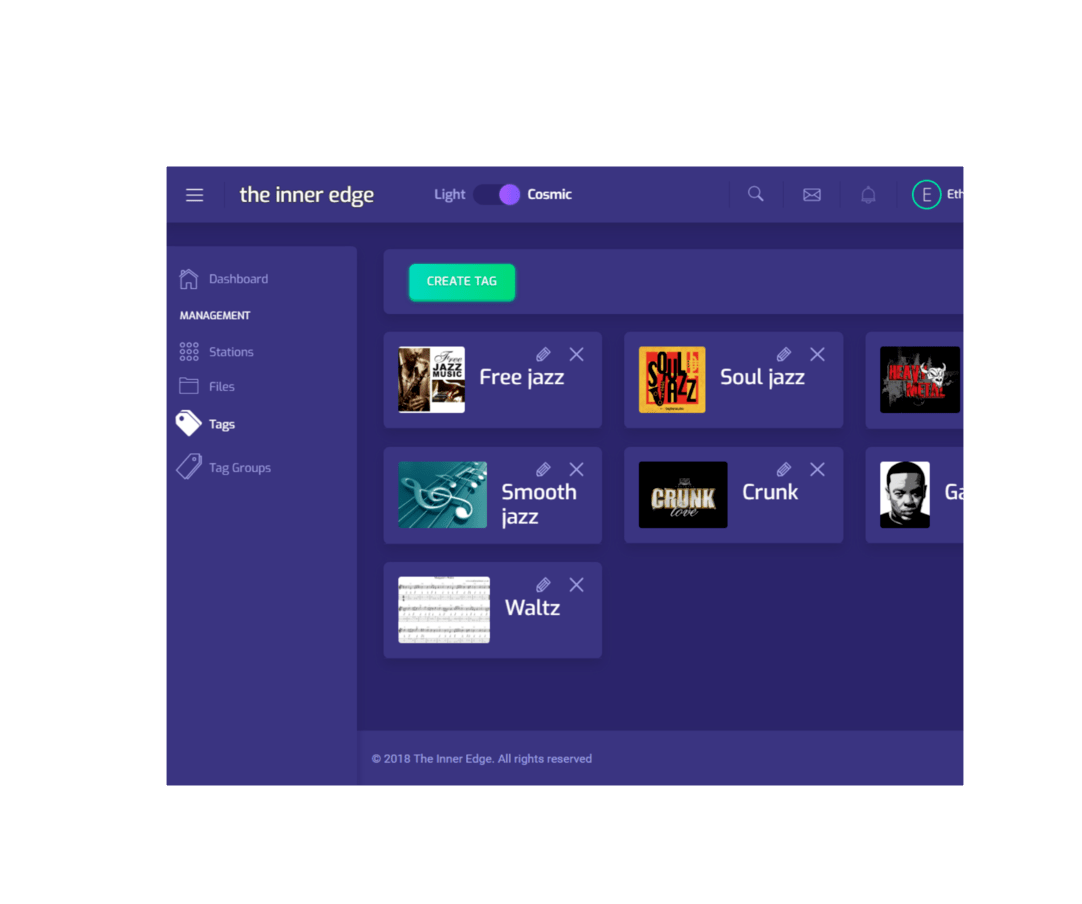 the inner edge
Light
Cosmic
E
Eth
Dashboard
MANAGEMENT
Stations
Files
Tags
Tag Groups
CREATE TAG
Free
JAZZ
MUSIC
Free jazz
SOUL
JAZZ
Soul jazz
HEAVY
METAL
Smooth
jazz
CRUNK
love
Crunk
Ga
Waltz
© 2018 The Inner Edge. All rights reserved